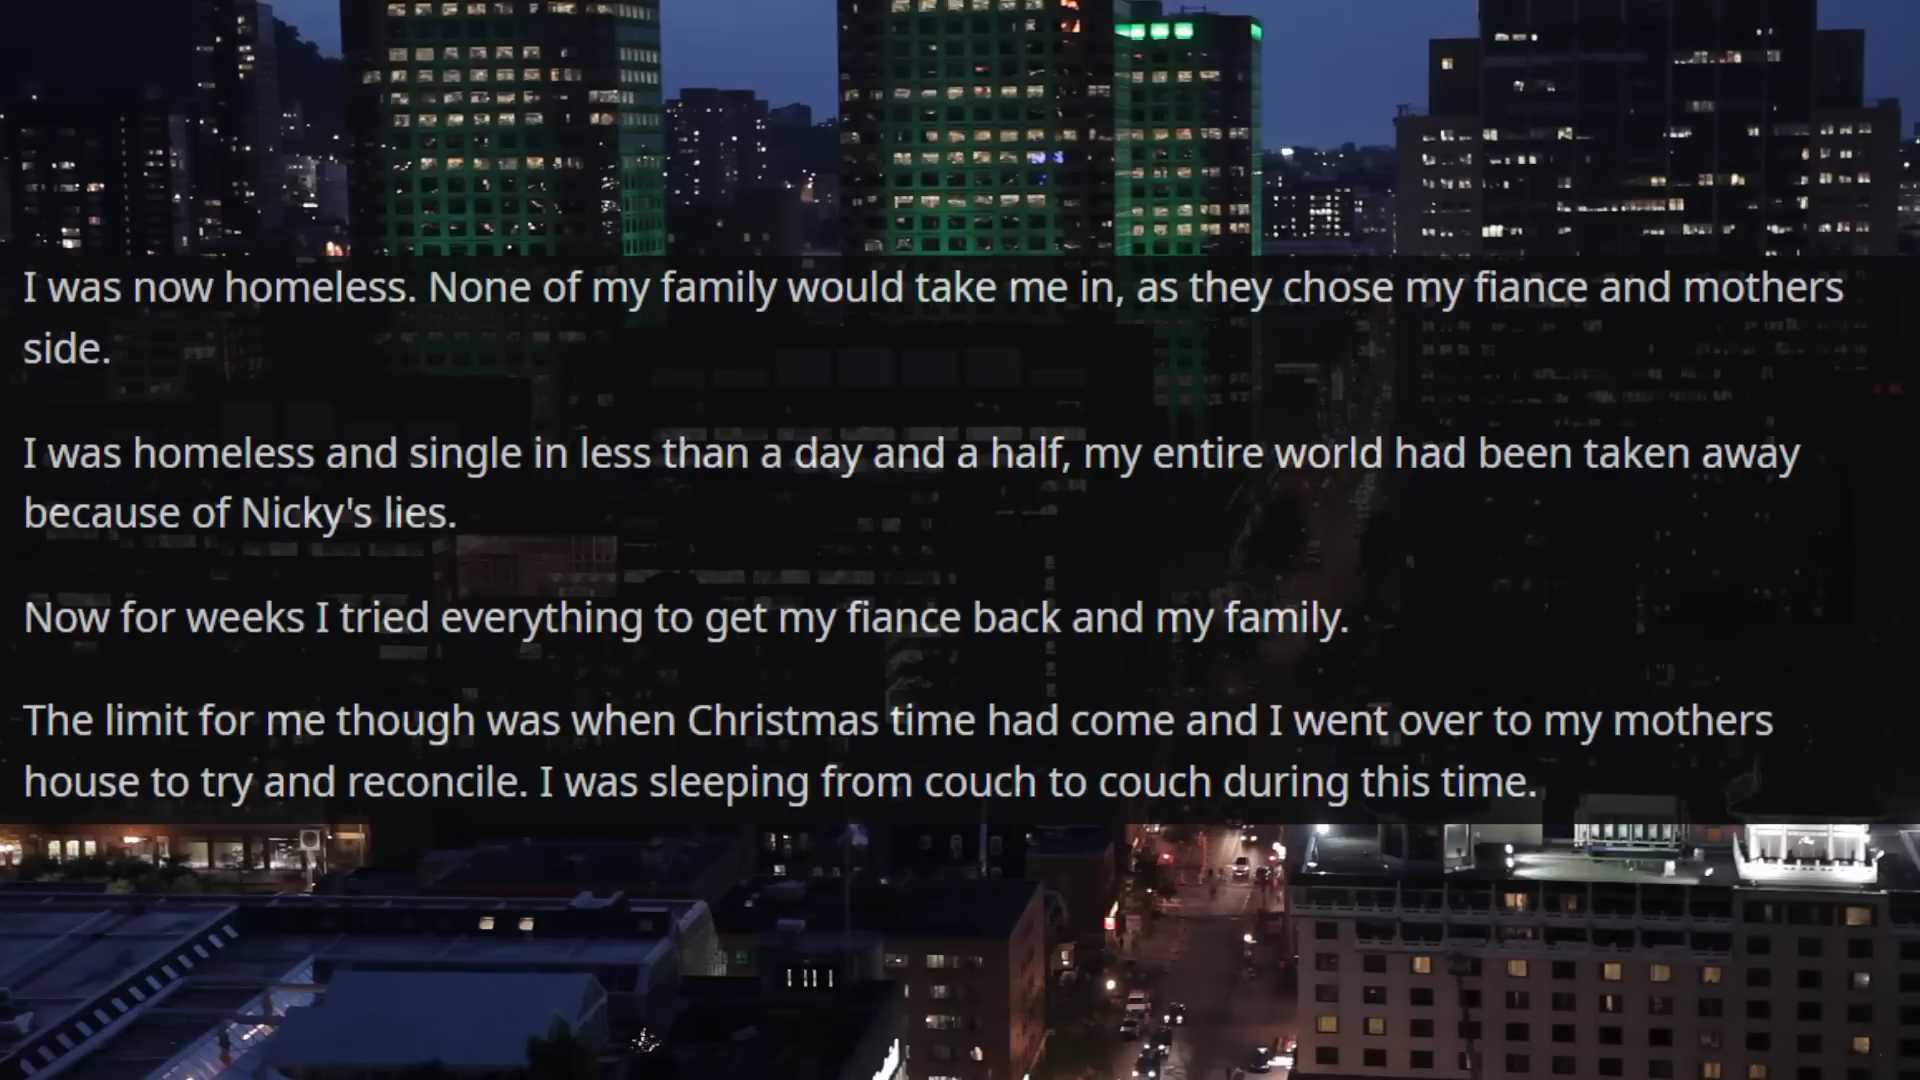 I was now homeless. None of my family would take me in, as they chose my fiance and mothers
side.
I was homeless and single in less than a day and a half, my entire world had been taken away
because of Nicky's lies.
Now for weeks I tried everything to get my fiance back and my family.
The limit for me though was when Christmas time had come and I went over to my mothers
house to try and reconcile. I was sleeping from couch to couch during this time.